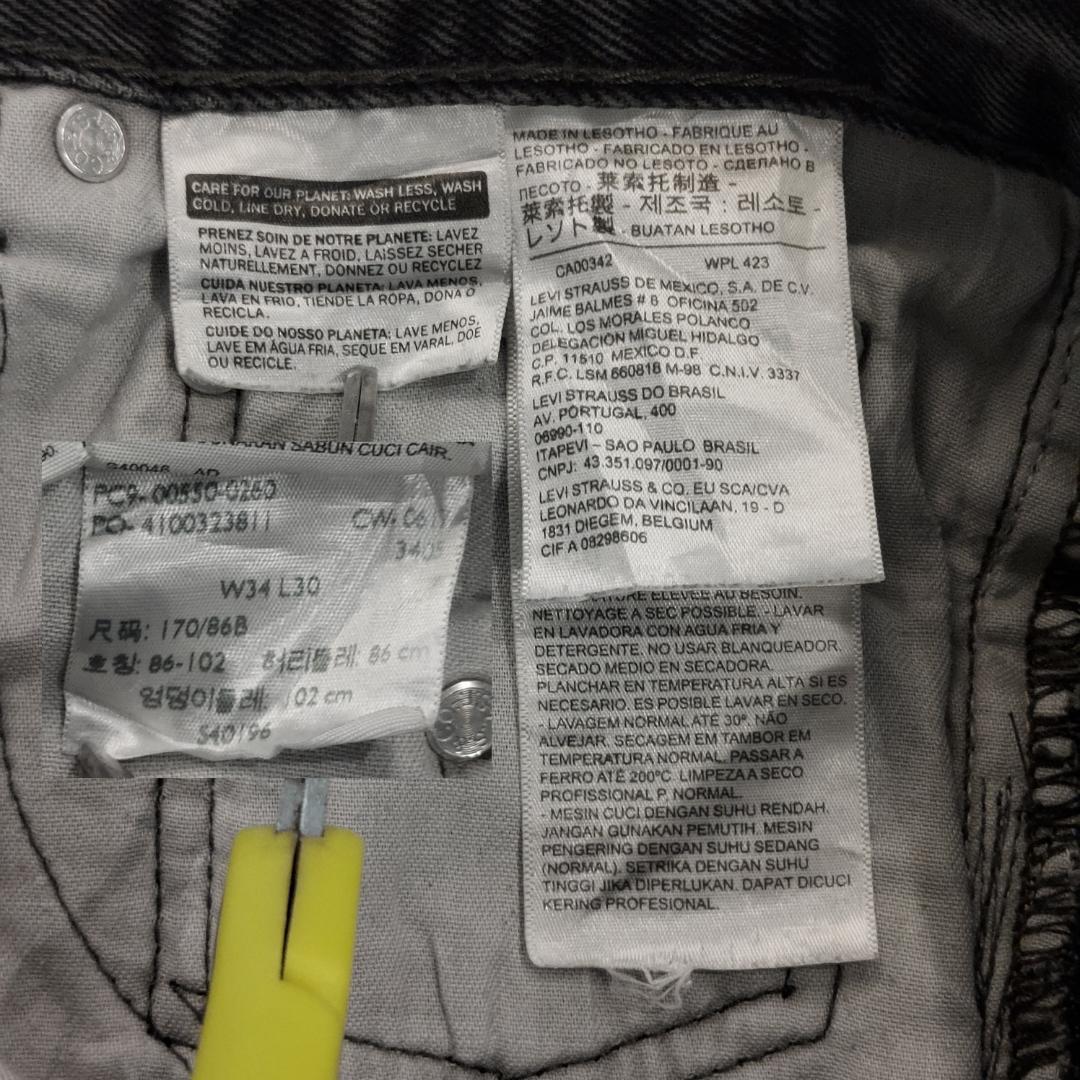 CARE FOR OUR PLANET: WASH LESS, WASH
COLD, LINE DRY, DONATE OR RECYCLE
PRENEZ SOIN DE NOTRE PLANETE: LAVEZ
MOINS, LAVEZ A FROID, LAISSEZ SECHER
NATURELLEMENT, DONNEZ OU RECYCLEZ
CUIDA NUESTRO PLANETA: LAVA MENOS,
LAVA EN FRIO, TIENDE LA ROPA, DONA O
RECICLA.
CUIDE DO NOSSO PLANETA: LAVE MENOS,
LAVE EM ÁGUA FRIA, SEQUE EM VARAL, DOE
OU RECICLE.
MADE IN LESOTHO - FABRIQUE AU
LESOTHO - FABRICADO EN LESOTHO -
FABRICADO NO LESOTO - СДЕЛАНО В
ЛЕСОТО - 莱索托制造 -
萊索托製 - 제조국 : 레소토 -
レソト製 - BUATAN LESOTHO
CA00342 WPL 423
LEVI STRAUSS DE MEXICO, S.A. DE C.V.
JAIME BALMES # 8 OFICINA 502
COL. LOS MORALES POLANCO
DELEGACION MIGUEL HIDALGO
C.P. 11510 MEXICO D.F
R.F.C. LSM 660818 M-98 C.N.I.V. 3337
LEVI STRAUSS DO BRASIL
AV. PORTUGAL, 400
06990-110
ITAPEVI – SAO PAULO BRASIL
CNPJ: 43.351.097/0001-90
LEVI STRAUSS & CO. EU SCA/CVA
LEONARDO DA VINCILAAN, 19 - D
1831 DIEGEM, BELGIUM
CIF A 08298606
ELEVEE AU BESOIN.
NETTOYAGE A SEC POSSIBLE. - LAVAR
EN LAVADORA CON AGUA FRIA Y
DETERGENTE. NO USAR BLANQUEADOR.
SECADO MEDIO EN SECADORA.
PLANCHAR EN TEMPERATURA ALTA SI ES
NECESARIO. ES POSIBLE LAVAR EN SECO.
- LAVAGEM NORMAL ATÉ 30º. NÃO
ALVEJAR. SECAGEM EM TAMBOR EM
TEMPERATURA NORMAL. PASSAR A
FERRO ATÉ 200ºC. LIMPEZA A SECO
PROFISSIONAL P, NORMAL.
- MESIN CUCI DENGAN SUHU RENDAH.
JANGAN GUNAKAN PEMUTIH. MESIN
PENGERING DENGAN SUHU SEDANG
(NORMAL). SETRIKA DENGAN SUHU
TINGGI JIKA DIPERLUKAN. DAPAT DICUCI
KERING PROFESIONAL.
SABUN CUCI CAIR
PC9- 00550-0260
PO- 4100323811
W34 L30
尺码: 170/86B
호칭: 86-102 허리둘레: 86 cm
엉덩이둘레: 102 cm
S40/96